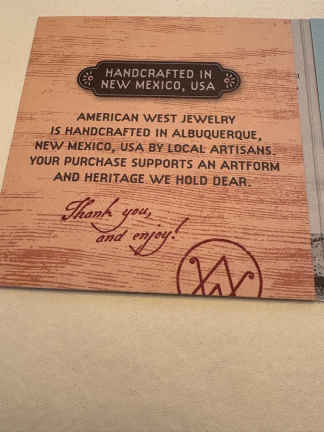 HANDCRAFTED IN
NEW MEXICO, USA
AMERICAN WEST JEWELRY
IS HANDCRAFTED IN ALBUQUERQUE,
NEW MEXICO, USA BY LOCAL ARTISANS.
YOUR PURCHASE SUPPORTS AN ARTFORM
AND HERITAGE WE HOLD DEAR.
Thank you,
and enjoy!